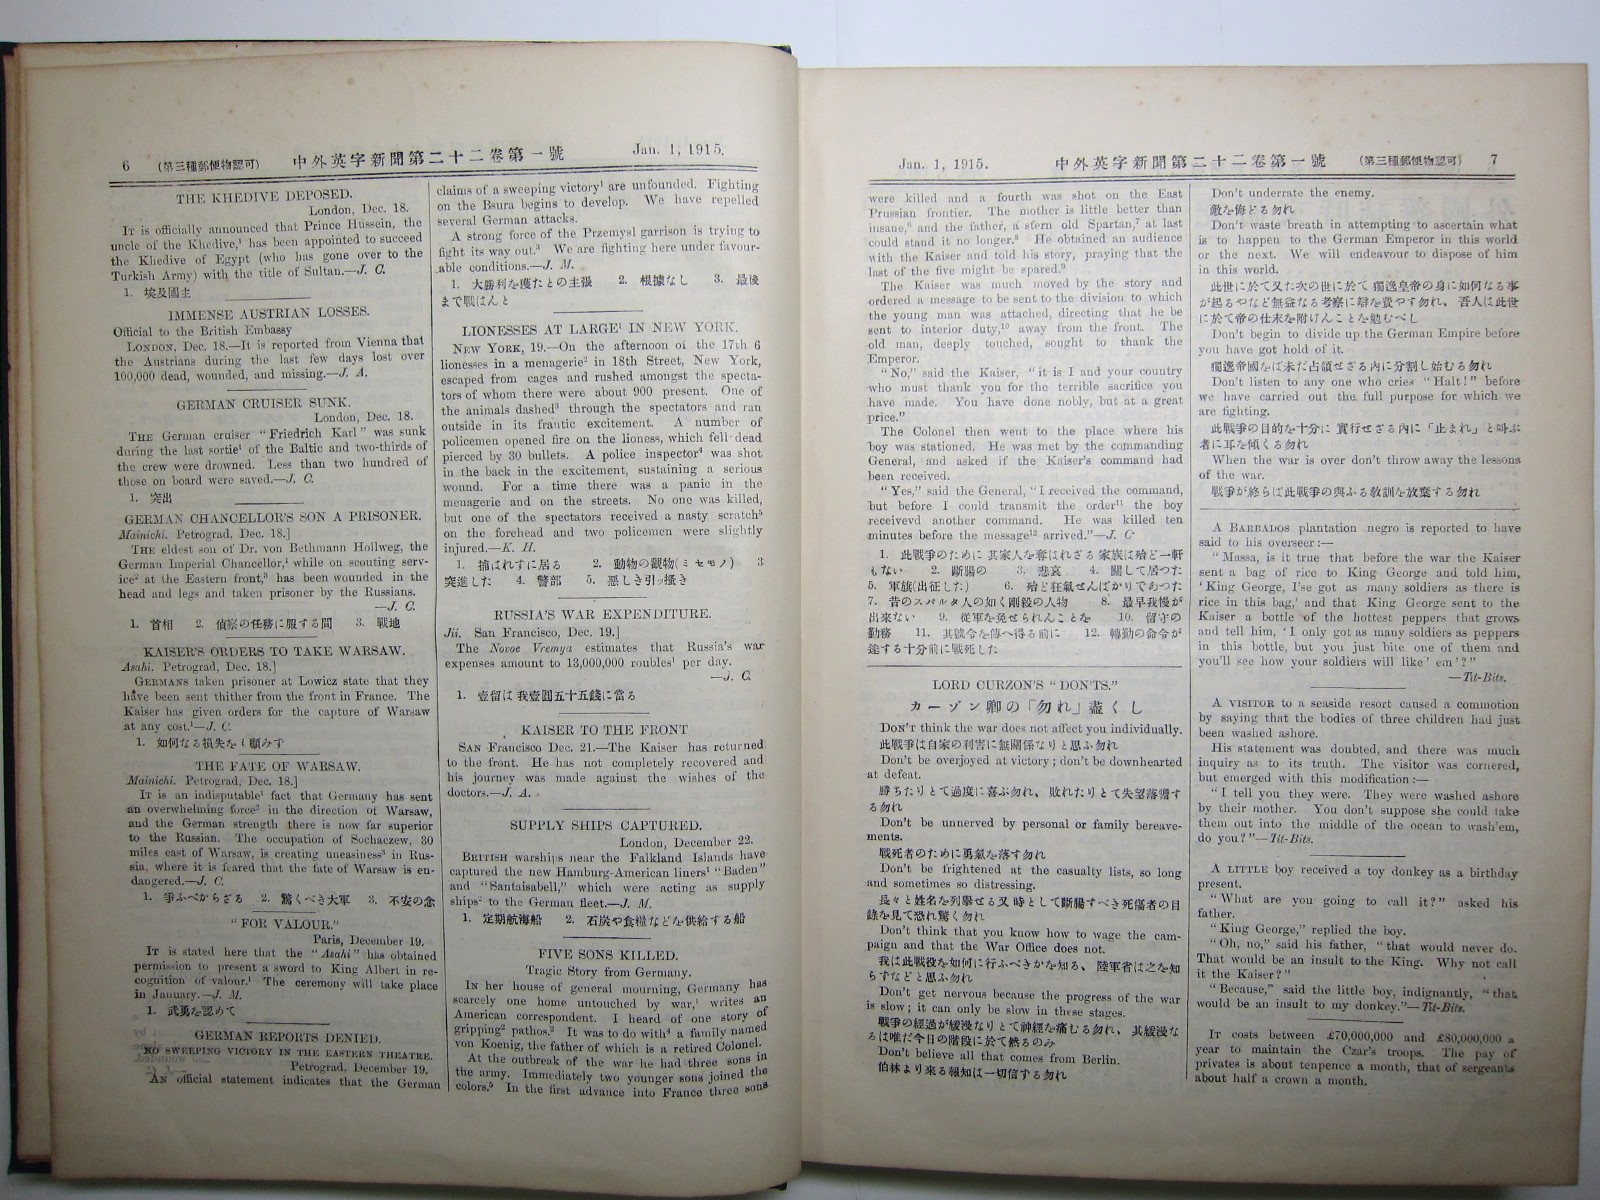 6 (第三種郵便物認可) 中外英字新聞第二十二卷第一號 Jan. 1, 1915.
THE KHEDIVE DEPOSED.
London, Dec. 18.
IT is officially announced that Prince Hussein, the
uncle of the Khedive,¹ has been appointed to succeed
the Khedive of Egypt (who has gone over to the
Turkish Army) with the title of Sultan.—J. C.
1. 埃及國主
IMMENSE AUSTRIAN LOSSES.
Official to the British Embassy
LONDON, Dec. 18.—It is reported from Vienna that
the Austrians during the last few days lost over
100,000 dead, wounded, and missing.—J. A.
GERMAN CRUISER SUNK.
London, Dec. 18.
THE German cruiser "Friedrich Karl" was sunk
during the last sortie¹ of the Baltic and two-thirds of
the crew were drowned. Less than two hundred of
those on board were saved.—J. C.
1. 突出
GERMAN CHANCELLOR'S SON A PRISONER.
Mainichi. Petrograd, Dec. 18.]
THE eldest son of Dr. von Bethmann Hollweg, the
German Imperial Chancellor,¹ while on scouting serv-
ice² at the Eastern front,³ has been wounded in the
head and legs and taken prisoner by the Russians.
—J. C.
1. 首相 2. 偵察の任務に服する間 3. 戰地
KAISER'S ORDERS TO TAKE WARSAW.
Asahi. Petrograd, Dec. 18.]
GERMANS taken prisoner at Lowicz state that they
have been sent thither from the front in France. The
Kaiser has given orders for the capture of Warsaw
at any cost.¹—J. C.
1. 如何なる損失をも顧みず
THE FATE OF WARSAW.
Mainichi. Petrograd, Dec. 18.]
IT is an indisputable¹ fact that Germany has sent
an overwhelming force² in the direction of Warsaw,
and the German strength there is now far superior
to the Russian. The occupation of Sochaczew, 30
miles east of Warsaw, is creating uneasiness³ in Rus-
sia, where it is feared that the fate of Warsaw is en-
dangered.—J. C.
1. 爭ふべからざる 2. 驚くべき大軍 3. 不安の念
"FOR VALOUR."
Paris, December 19.
IT is stated here that the "Asahi" has obtained
permission to present a sword to King Albert in re-
cognition of valour.¹ The ceremony will take place
in January.—J. M.
1. 武勇を認めて
GERMAN REPORTS DENIED.
NO SWEEPING VICTORY IN THE EASTERN THEATRE.
Petrograd, December 19.
AN official statement indicates that the German
claims of a sweeping victory¹ are unfounded. Fighting
on the Bsura begins to develop. We have repelled
several German attacks.
A strong force of the Przemysl garrison is trying to
fight its way out.³ We are fighting here under favour-
able conditions.—J. M.
1. 大勝利を獲たとの主張 2. 根據なし 3. 最後
まで戰はんと
LIONESSES AT LARGE¹ IN NEW YORK.
NEW YORK, 19.—On the afternoon of the 17th 6
lionesses in a menagerie² in 18th Street, New York,
escaped from cages and rushed amongst the specta-
tors of whom there were about 900 present. One of
the animals dashed³ through the spectators and ran
outside in its frantic excitement. A number of
policemen opened fire on the lioness, which fell dead
pierced by 30 bullets. A police inspector⁴ was shot
in the back in the excitement, sustaining a serious
wound. For a time there was a panic in the
menagerie and on the streets. No one was killed,
but one of the spectators received a nasty scratch⁵
on the forehead and two policemen were slightly
injured.—K. H.
1. 捕はれずに居る 2. 動物の觀物(ミセモノ) 3
突進した 4. 警部 5. 惡しき引っ搔き
RUSSIA'S WAR EXPENDITURE.
Jii. San Francisco, Dec. 19.]
The Novoe Vremya estimates that Russia's war
expenses amount to 13,000,000 roubles¹ per day.
—J. C.
1. 壹留は我壹圓五十五錢に當る
KAISER TO THE FRONT
SAN Francisco Dec. 21.—The Kaiser has returned
to the front. He has not completely recovered and
his journey was made against the wishes of the
doctors.—J. A.
SUPPLY SHIPS CAPTURED.
London, December 22.
BRITISH warships near the Falkland Islands have
captured the new Hamburg-American liners¹ "Baden"
and "Santaisabell," which were acting as supply
ships² to the German fleet.—J. M.
1. 定期航海船 2. 石炭や食糧などを供給する船
FIVE SONS KILLED.
Tragic Story from Germany.
IN her house of general mourning, Germany has
scarcely one home untouched by war,¹ writes an
American correspondent. I heard of one story of
gripping² pathos.³ It was to do with⁴ a family named
von Koenig, the father of which is a retired Colonel.
At the outbreak of the war he had three sons in
the army. Immediately two younger sons joined the
colors.⁵ In the first advance into France three sons
Jan. 1, 1915. 中外英字新聞第二十二卷第一號 (第三種郵便物認可) 7
were killed and a fourth was shot on the East
Prussian frontier. The mother is little better than
insane,⁶ and the father, a stern old Spartan,⁷ at last
could stand it no longer.⁸ He obtained an audience
with the Kaiser and told his story, praying that the
last of the five might be spared.⁹
The Kaiser was much moved by the story and
ordered a message to be sent to the division to which
the young man was attached, directing that he be
sent to interior duty,¹⁰ away from the front. The
old man, deeply touched, sought to thank the
Emperor.
"No," said the Kaiser, "it is I and your country
who must thank you for the terrible sacrifice you
have made. You have done nobly, but at a great
price."
The Colonel then went to the place where his
boy was stationed. He was met by the commanding
General, and asked if the Kaiser's command had
been received.
"Yes," said the General, "I received the command,
but before I could transmit the order¹¹ the boy
receivevd another command. He was killed ten
minutes before the message¹² arrived."—J. C
1. 此戰爭のために其家人を奪はれざる家族は殆ど一軒
もない 2. 斷腸の 3. 悲哀 4. 關して居つた
5. 軍旗(出征した) 6. 殆ど狂氣せんばかりであつた
7. 昔のスパルタ人の如く剛毅の人物 8. 最早我慢が
出來ない 9. 從軍を免せられんことを 10. 留守の
勤務 11. 其號令を傳へ得る前に 12. 轉勤の命令が
達する十分前に戰死した
LORD CURZON'S "DON'TS."
カーゾン卿の「勿れ」盡くし
DON'T think the war does not affect you individually.
此戰爭は自家の利害に無關係なりと思ふ勿れ
Don't be overjoyed at victory; don't be downhearted
at defeat.
勝ちたりとて過度に喜ぶ勿れ、敗れたりとて失望落膽す
る勿れ
Don't be unnerved by personal or family bereave-
ments.
戰死者のために勇氣を落す勿れ
Don't be frightened at the casualty lists, so long
and sometimes so distressing.
長々と姓名を列擧せる又時として斷腸すべき死傷者の目
錄を見て恐れ驚く勿れ
Don't think that you know how to wage the cam-
paign and that the War Office does not.
我は此戰役を如何に行ふべきかを知る、陸軍省は之を知
らずなどと思ふ勿れ
Don't get nervous because the progress of the war
is slow; it can only be slow in these stages.
戰爭の經過が緩漫なりとて神經を痛むる勿れ、其緩漫な
るは唯だ今日の階段に於て然るのみ
Don't believe all that comes from Berlin.
伯林より來る報知は一切信する勿れ
Don't underrate the enemy.
敵を侮どる勿れ
Don't waste breath in attempting to ascertain what
is to happen to the German Emperor in this world
or the next. We will endeavour to dispose of him
in this world.
此世に於て又た次の世に於て獨逸皇帝の身に如何なる事
が起るやなど無益なる考察に辯を費やす勿れ、吾人は此世
に於て帝の仕末を附けんことを勉むべし
Don't begin to divide up the German Empire before
you have got hold of it.
獨逸帝國をば未だ占領せざる內に分割し始むる勿れ
Don't listen to any one who cries "Halt!" before
we have carried out the full purpose for which we
are fighting.
此戰爭の目的を十分に實行せざる內に「止まれ」と叫ぶ
者に耳を傾くる勿れ
When the war is over don't throw away the lessons
of the war.
戰爭が終らば此戰爭の與ふる敎訓を放棄する勿れ
A BARBADOS plantation negro is reported to have
said to his overseer:—
"Massa, is it true that before the war the Kaiser
sent a bag of rice to King George and told him,
'King George, I'se got as many soldiers as there is
rice in this bag,' and that King George sent to the
Kaiser a bottle of the hottest peppers that grows
and tell him, 'I only got as many soldiers as peppers
in this bottle, but you just bite one of them and
you'll see how your soldiers will like' em'?"
—Tit-Bits.
A VISITOR to a seaside resort caused a commotion
by saying that the bodies of three children had just
been washed ashore.
His statement was doubted, and there was much
inquiry as to its truth. The visitor was cornered,
but emerged with this modification:—
"I tell you they were. They were washed ashore
by their mother. You don't suppose she could take
them out into the middle of the ocean to wash'em,
do you?"—Tit-Bits.
A LITTLE boy received a toy donkey as a birthday
present.
"What are you going to call it?" asked his
father.
"King George," replied the boy.
"Oh, no," said his father, "that would never do.
That would be an insult to the King. Why not call
it the Kaiser?"
"Because," said the little boy, indignantly, "that
would be an insult to my donkey."—Tit-Bits.
IT costs between £70,000,000 and £80,000,000 a
year to maintain the Czar's troops. The pay of
privates is about tenpence a month, that of sergeants
about half a crown a month.